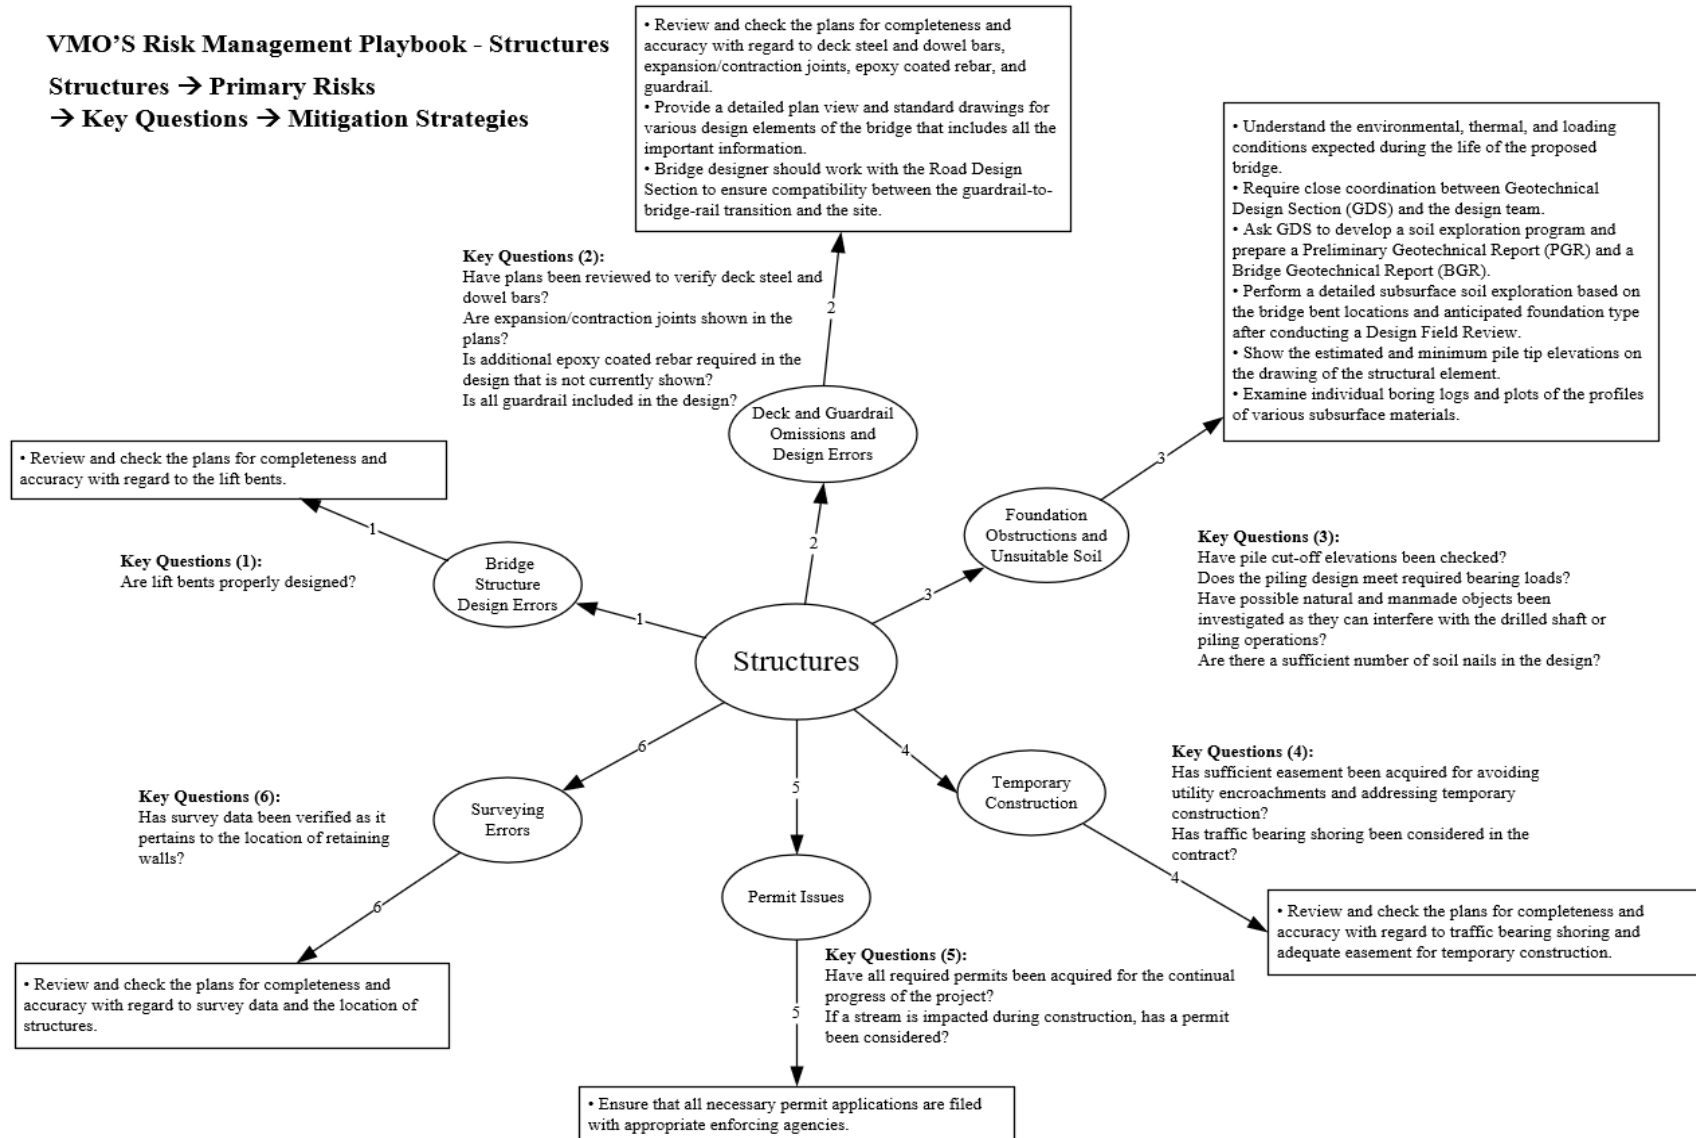 VMO'S Risk Management Playbook - Structures
Structures → Primary Risks
→ Key Questions → Mitigation Strategies
• Review and check the plans for completeness and
accuracy with regard to deck steel and dowel bars,
expansion/contraction joints, epoxy coated rebar, and
guardrail.
• Provide a detailed plan view and standard drawings for
various design elements of the bridge that includes all the
important information.
• Bridge designer should work with the Road Design
Section to ensure compatibility between the guardrail-to-
bridge-rail transition and the site.
• Understand the environmental, thermal, and loading
conditions expected during the life of the proposed
bridge.
• Require close coordination between Geotechnical
Design Section (GDS) and the design team.
• Ask GDS to develop a soil exploration program and
prepare a Preliminary Geotechnical Report (PGR) and a
Bridge Geotechnical Report (BGR).
• Perform a detailed subsurface soil exploration based on
the bridge bent locations and anticipated foundation type
after conducting a Design Field Review.
• Show the estimated and minimum pile tip elevations on
the drawing of the structural element.
• Examine individual boring logs and plots of the profiles
of various subsurface materials.
Key Questions (2):
Have plans been reviewed to verify deck steel and
dowel bars?
Are expansion/contraction joints shown in the
plans?
Is additional epoxy coated rebar required in the
design that is not currently shown?
Is all guardrail included in the design?
2
Deck and Guardrail
Omissions and
Design Errors
• Review and check the plans for completeness and
accuracy with regard to the lift bents.
3
1
Foundation
Obstructions and
Unsuitable Soil
2
Key Questions (1):
Are lift bents properly designed?
Bridge
Structure
Design Errors
Key Questions (3):
Have pile cut-off elevations been checked?
Does the piling design meet required bearing loads?
Have possible natural and manmade objects been
investigated as they can interfere with the drilled shaft or
piling operations?
Are there a sufficient number of soil nails in the design?
3
1
Structures
6
4
5
Key Questions (4):
Has sufficient easement been acquired for avoiding
utility encroachments and addressing temporary
construction?
Has traffic bearing shoring been considered in the
contract?
Temporary
Construction
Key Questions (6):
Has survey data been verified as it
pertains to the location of retaining
walls?
Surveying
Errors
4
Permit Issues
6
• Review and check the plans for completeness and
accuracy with regard to traffic bearing shoring and
adequate easement for temporary construction.
Key Questions (5):
Have all required permits been acquired for the continual
progress of the project?
If a stream is impacted during construction, has a permit
been considered?
5
• Review and check the plans for completeness and
accuracy with regard to survey data and the location of
structures.
• Ensure that all necessary permit applications are filed
with appropriate enforcing agencies.